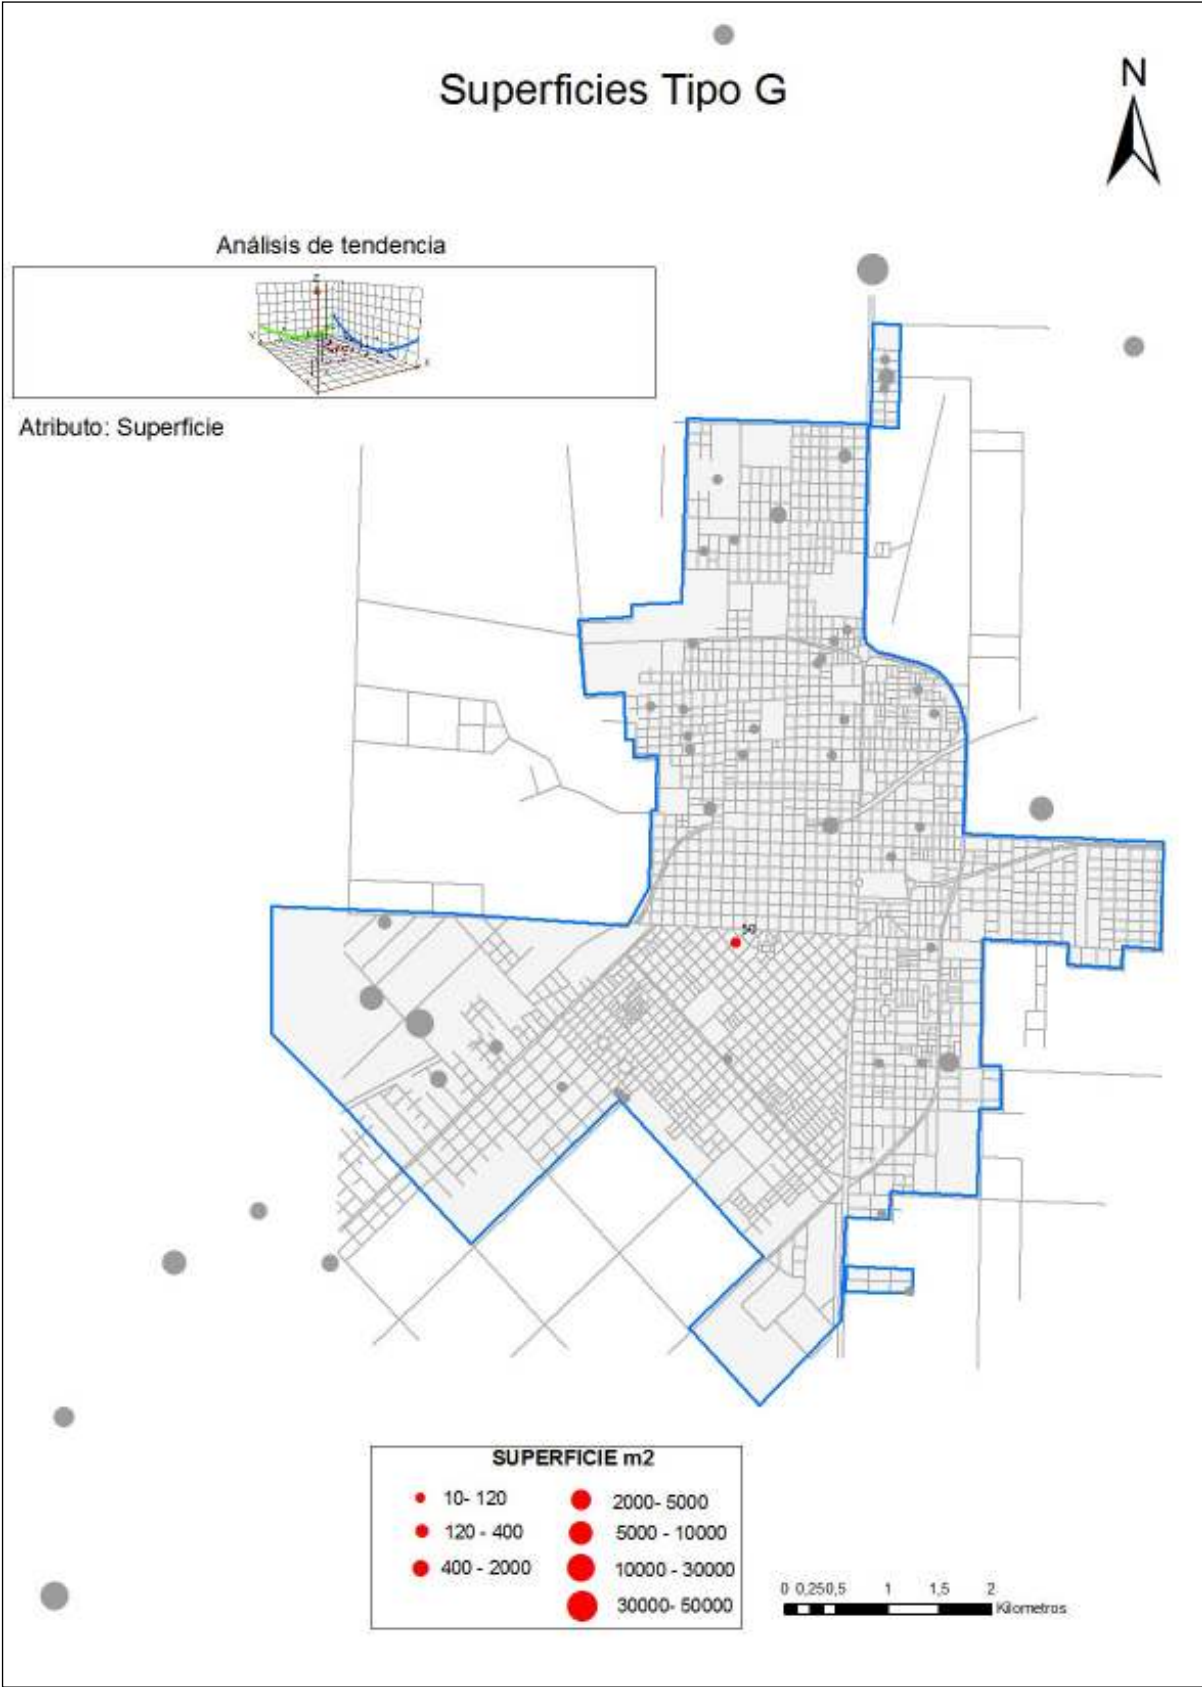 Superficies Tipo G
N
Análisis de tendencia
Z
Y
X
Atributo: Superficie
50
SUPERFICIE m2
10- 120
120 - 400
400 - 2000
2000- 5000
5000 - 10000
10000 - 30000
30000- 50000
0 0,250,5 1 1,5 2
Kilometros